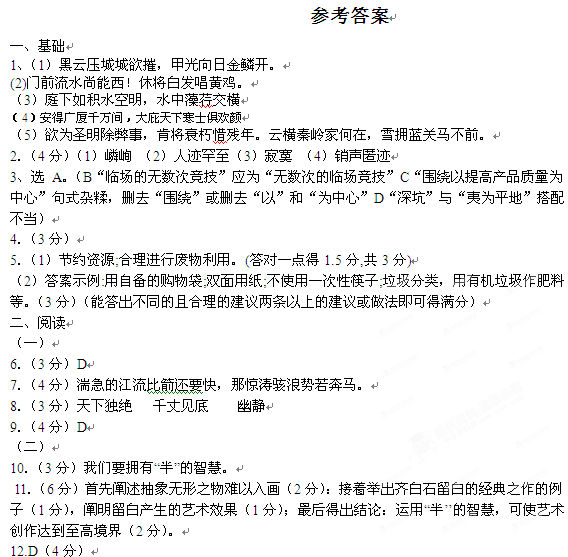 参考答案
一、基础
1、（1）黑云压城城欲摧，甲光向日金鳞开。
(2)门前流水尚能西！休将白发唱黄鸡。
（3）庭下如积水空明，水中藻荇交横
（4）安得广厦千万间，大庇天下寒士俱欢颜
（5）欲为圣明除弊事，肯将衰朽惜残年。云横秦岭家何在，雪拥蓝关马不前。
2.（4分）（1）嶙峋 （2）人迹罕至（3）寂寞 （4）销声匿迹
3、选 A。（B“临场的无数次竞技”应为“无数次的临场竞技”C“围绕以提高产品质量为
中心”句式杂糅，删去“围绕”或删去“以”和“为中心”D“深坑”与“夷为平地”搭配
不当）
4.（3分）
5.（1）节约资源;合理进行废物利用。(答对一点得 1.5 分,共 3 分)
（2）答案示例:用自备的购物袋;双面用纸;不使用一次性筷子;垃圾分类，用有机垃圾作肥料
等。（3 分）（能答出不同的且合理的建议两条以上的建议或做法即可得满分）
二、阅读
（一）
6.（3 分）D
7.（4 分）湍急的江流比箭还要快，那惊涛骇浪势若奔马。
8.（3 分）天下独绝 千丈见底 幽静
9.（4 分）D
（二）
10.（3 分）我们要拥有“半”的智慧。
11.（6 分）首先阐述抽象无形之物难以入画（2 分）：接着举出齐白石留白的经典之作的例
子（1 分），阐明留白产生的艺术效果（1 分）；最后得出结论：运用“半”的智慧，可使艺术
创作达到至高境界（2 分）。
12.D（4 分）